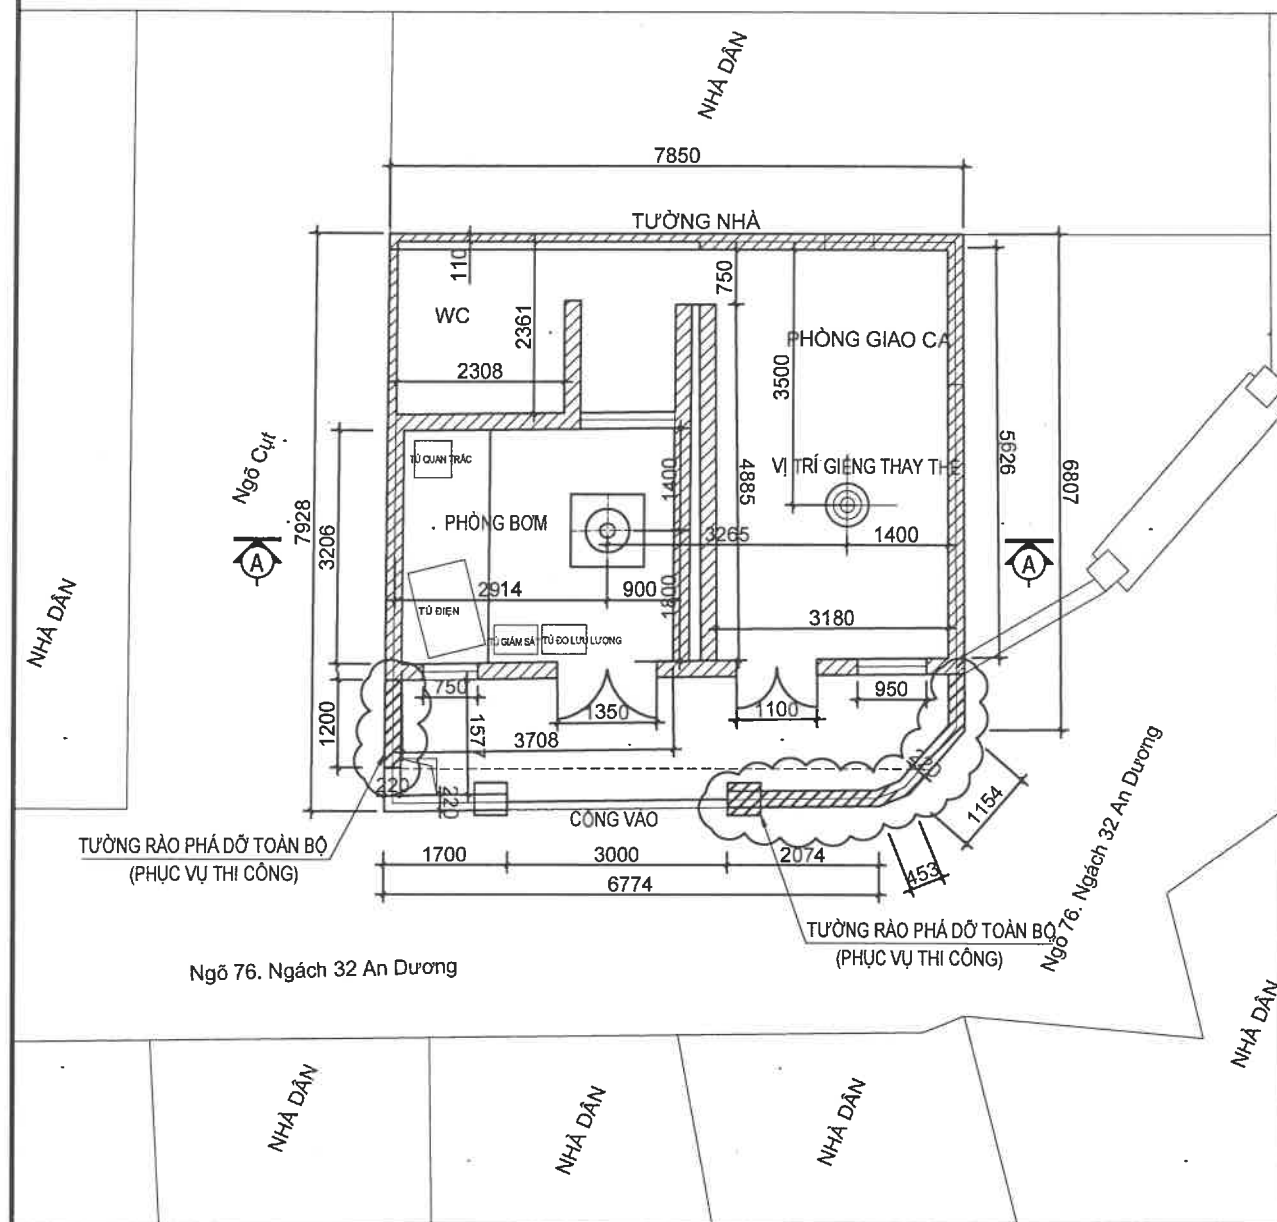 NHÀ DÂN
7850
TƯỜNG NHÀ
110
WC
2361
750
PHÒNG GIAO CA
2308
3500
Ngõ Cụt
TỦ QUAN TRẮC
1400
4885
VỊ TRÍ GIẾNG THAY THẾ
5626
6807
7928
3206
PHÒNG BƠM
3265
1400
A
A
2914
900
1800
TỦ ĐIỆN
TỦ GIÁM SÁT
TỦ ĐO LƯU LƯỢNG
3180
NHÀ DÂN
750
1350
1100
950
1200
1577
3708
220
220
220
CỔNG VÀO
1154
453
TƯỜNG RÀO PHÁ DỠ TOÀN BỘ
(PHỤC VỤ THI CÔNG)
1700
3000
2074
6774
TƯỜNG RÀO PHÁ DỠ TOÀN BỘ
(PHỤC VỤ THI CÔNG)
Ngõ 76. Ngách 32 An Dương
Ngõ 76. Ngách 32 An Dương
NHÀ DÂN
NHÀ DÂN
NHÀ DÂN
NHÀ DÂN